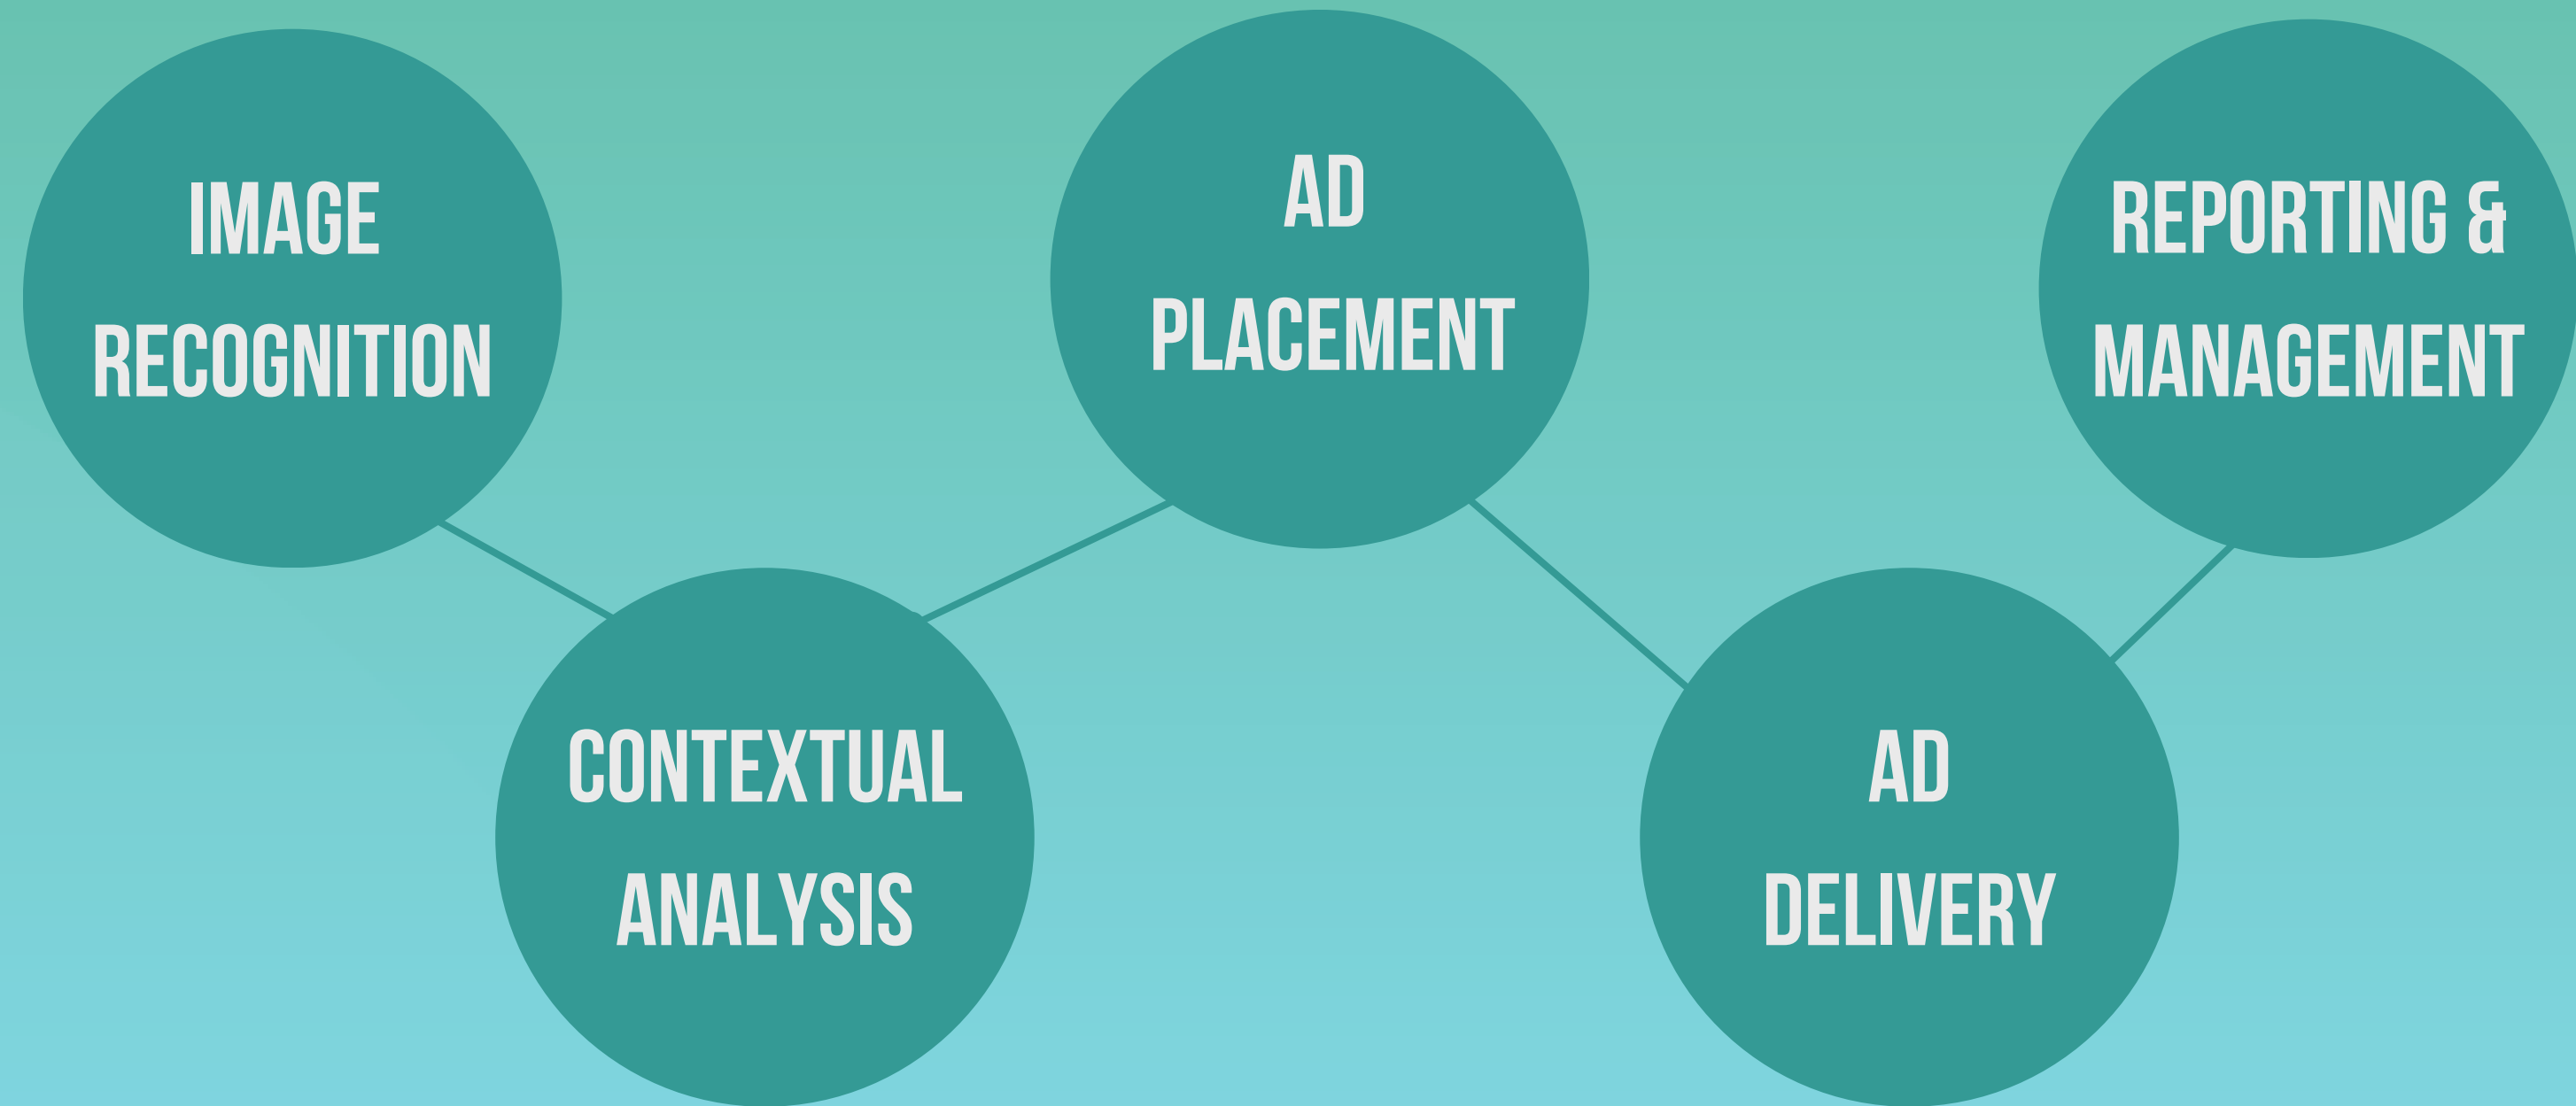 IMAGE
RECOGNITION
CONTEXTUAL
ANALYSIS
AD
PLACEMENT
AD
DELIVERY
REPORTING &
MANAGEMENT